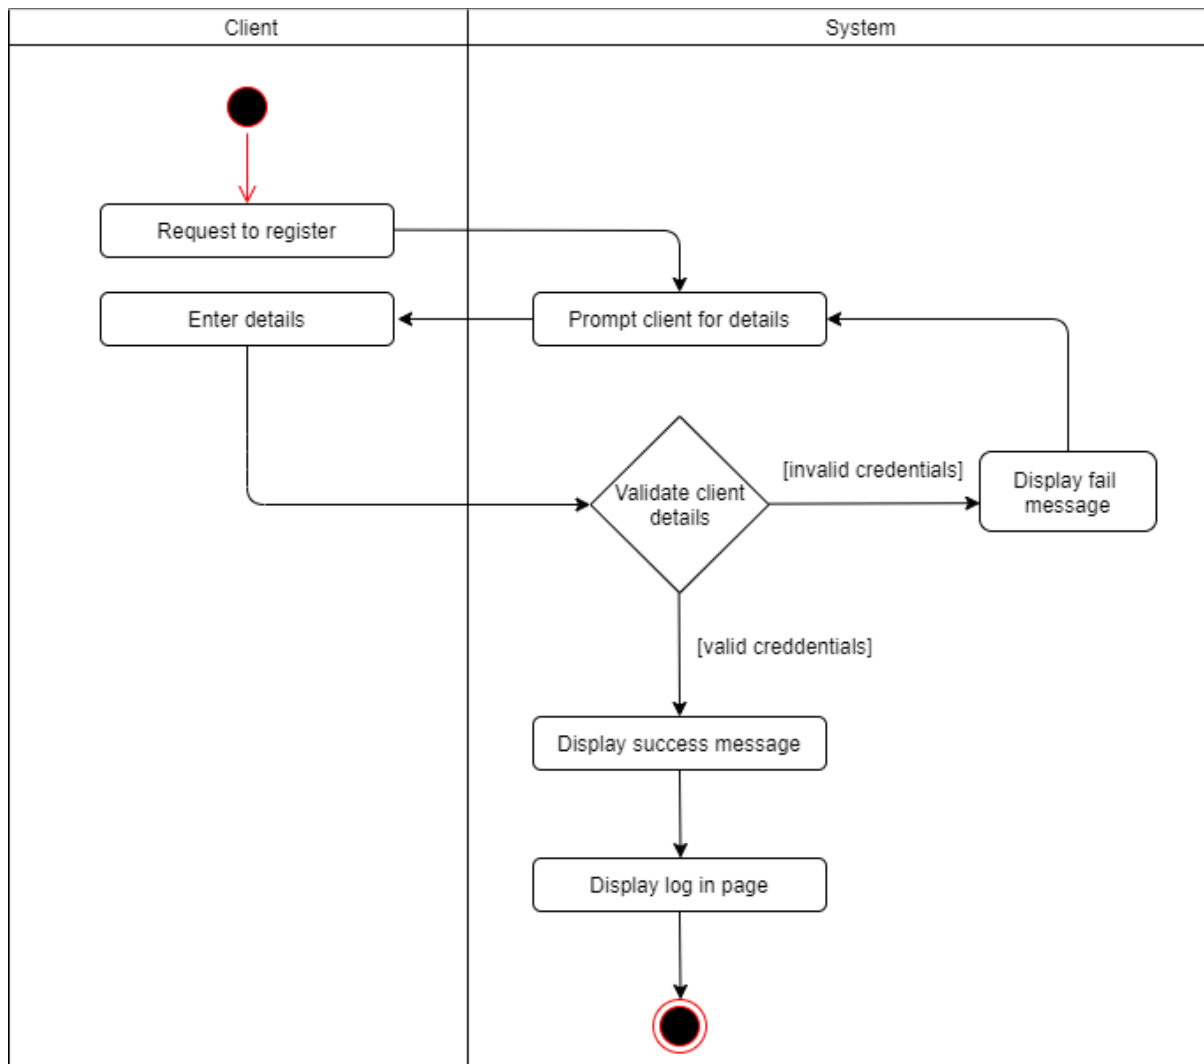 Client
System
Request to register
Enter details
Prompt client for details
[invalid credentials]
Display fail
message
Validate client
details
[valid creddentials]
Display success message
Display log in page